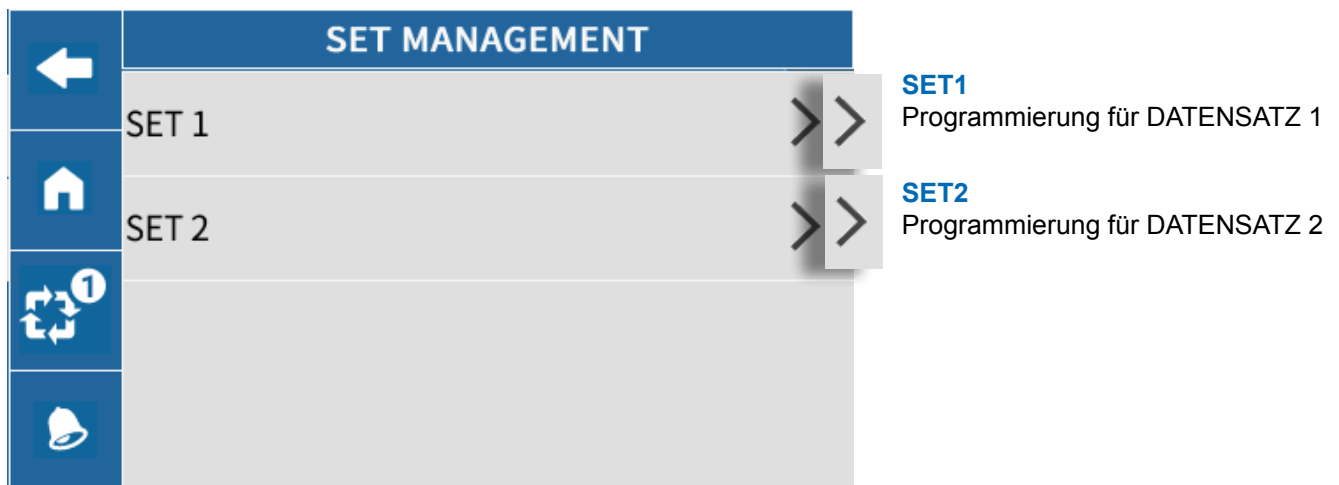 SET MANAGEMENT
SET 1
SET 2
1
SET1
Programmierung für DATENSATZ 1
SET2
Programmierung für DATENSATZ 2